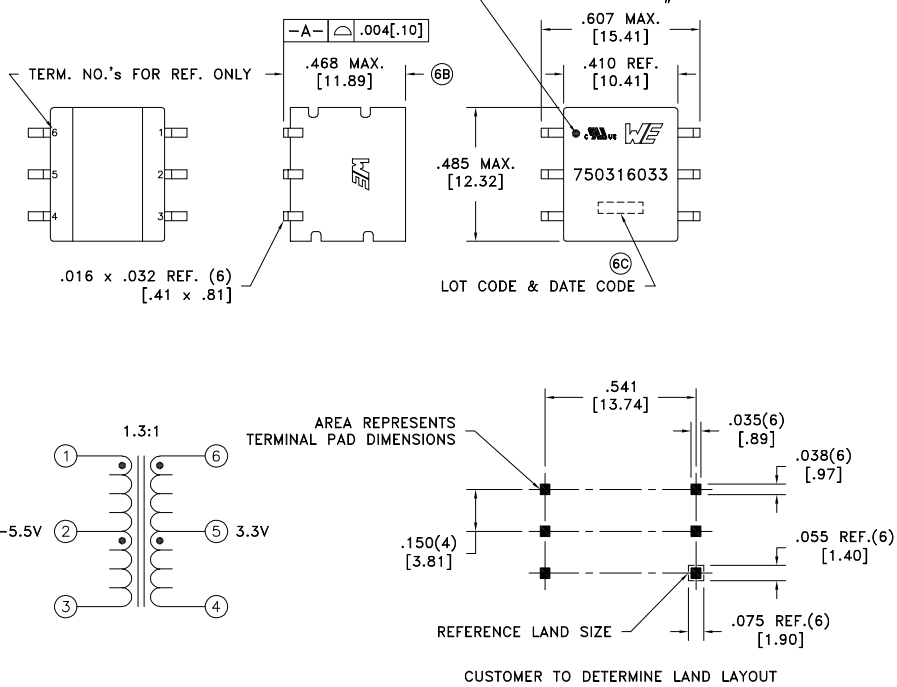 -A- .004[.10]
.468 MAX.
[11.89]
6B
TERM. NO.'s FOR REF. ONLY
6
5
4
1
2
3
WE
.016 x .032 REF. (6)
[.41 x .81]
.607 MAX.
[15.41]
.410 REF.
[10.41]
.485 MAX.
[12.32]
c US WE
750316033
6C
LOT CODE & DATE CODE
1.3:1
1
2
3
6
5
4
-5.5V
3.3V
AREA REPRESENTS
TERMINAL PAD DIMENSIONS
.541
[13.74]
.035(6)
[.89]
.038(6)
[.97]
.150(4)
[3.81]
.055 REF.(6)
[1.40]
REFERENCE LAND SIZE
.075 REF.(6)
[1.90]
CUSTOMER TO DETERMINE LAND LAYOUT